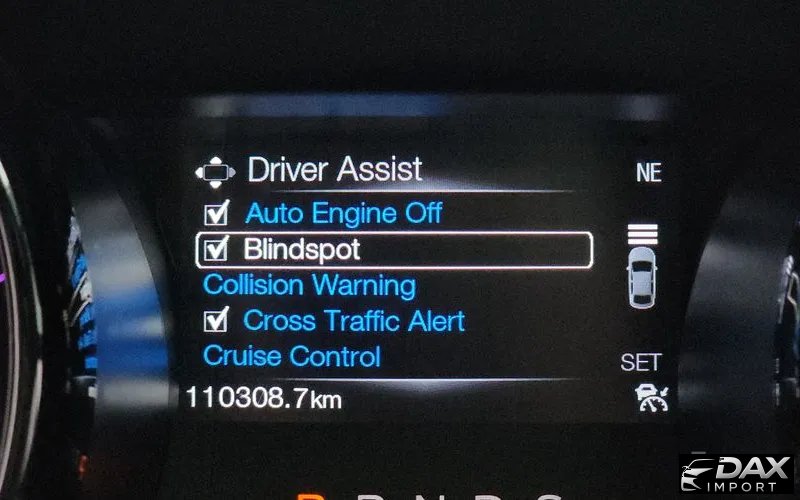 Driver Assist
NE
Auto Engine Off
Blindspot
Collision Warning
Cross Traffic Alert
Cruise Control
SET
110308.7km
DAX
IMPORT